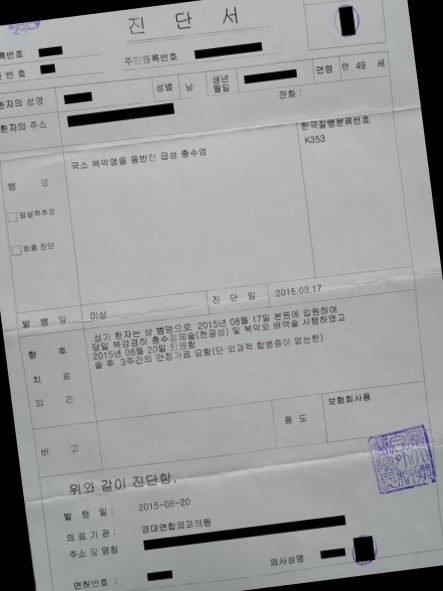 진 단 서
록번호
번 호
주민등록번호
환자의 성명
성별 남
생년월일
연령 만 49 세
환자의 주소
전화 :
한국질병분류번호
병 명
국소 복막염을 동반한 급성 충수염
K353
임상적추정
최종 진단
발 병 일 미상
진 단 일 2015.08.17
향 후 치 료 의 견
상기 환자는 상 병명으로 2015년 08월 17일 본원에 입원하여
당일 복강경하 충수절제술(천공성) 및 복막외 배액술 시행하였고
2015년 08월 20일 퇴원함
술 후 3주간의 안정가료 요함(단 외과적 합병증이 없는한)
비 고
용 도 보험회사용
위와 같이 진단함.
발 행 일 : 2015-08-20
의 료 기 관 : 경대연합외과의원
주소 및 명칭
면허번호 :
의사성명